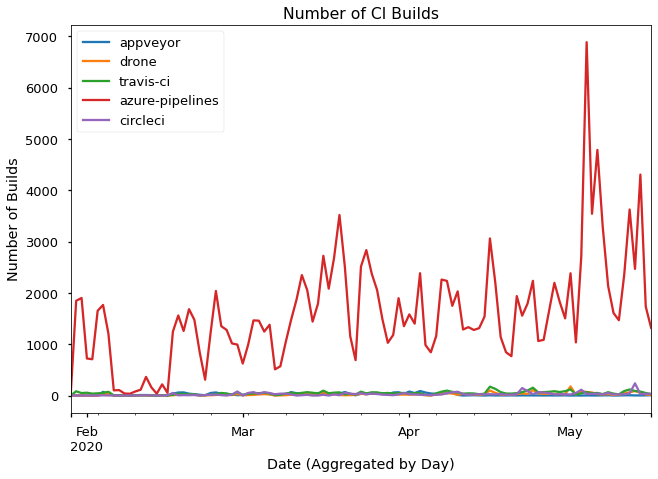 Number of CI Builds
appveyor
drone
travis-ci
azure-pipelines
circleci
7000
6000
5000
4000
3000
2000
1000
0
Number of Builds
Feb
2020
Mar
Apr
May
Date (Aggregated by Day)